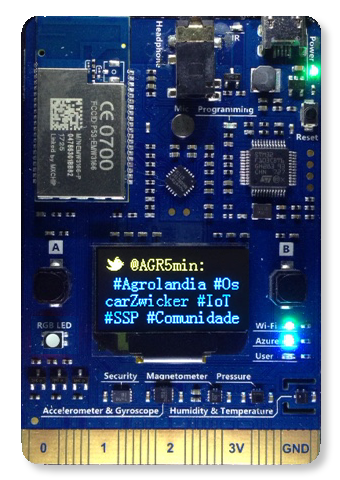 Headphone
IR
Power
CE 0700
Mic Programming
Reset
A
B
@AGR5min:
#Agrolandia #Os
carZwicker #IoT
#SSP #Comunidade
RGB LED
Wi-Fi
Azure
User
Security Magnetometer Pressure
Accelerometer & Gyroscope Humidity & Temperature
0 1 2 3V GND